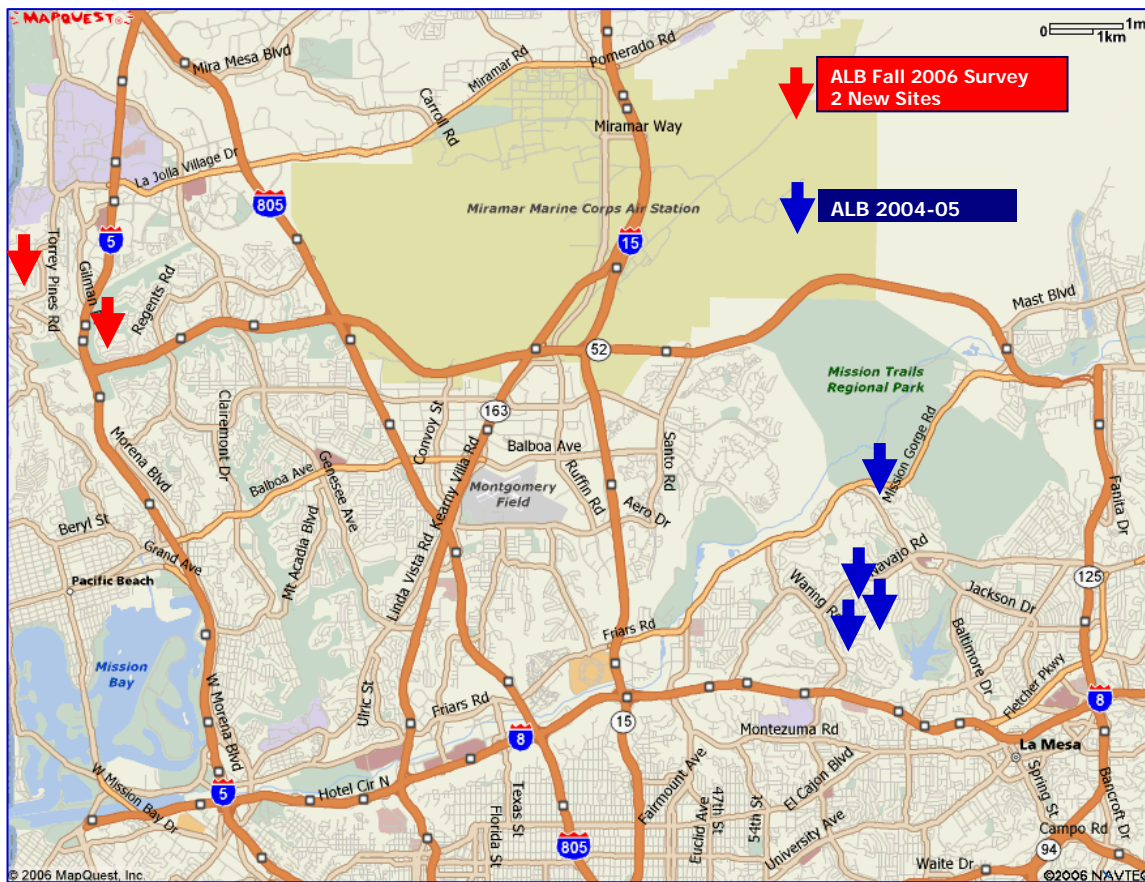 MAPQUEST®
1m
0
1km
Pomerado Rd
Mira Mesa Blvd
Miramar Rd
Carroll Rd
ALB Fall 2006 Survey
2 New Sites
Miramar Way
La Jolla Village Dr
805
Miramar Marine Corps Air Station
ALB 2004-05
5
15
Torrey Pines Rd
Gilman
Regents Rd
Mast Blvd
52
Mission Trails
Regional Park
Clairemont Dr
Convoy St
163
Morena Blvd
Balboa Ave
Santo Rd
Mission Gorge Rd
Genesee Ave
Balboa Ave
Kearny Villa Rd
Montgomery
Field
Ruffin Rd
Aero Dr
Fanita Dr
Beryl St
Grand Ave
Mt Acadia Blvd
Linda Vista Rd
Navajo Rd
Pacific Beach
Waring Rd
Jackson Dr
125
Friars Rd
Baltimore Dr
Mission
Bay
Fletcher Pkwy
W Morena Blvd
Ulric St
Friars Rd
15
8
8
Montezuma Rd
La Mesa
W Mission Bay Dr
5
Hotel Cir N
Texas St
Florida St
Fairmount Ave
El Cajon Blvd
Spring St
Bancroft Dr
47th St
54th St
Euclid Ave
University Ave
Campo Rd
805
94
Waite Dr
© 2006 MapQuest, Inc.
©2006 NAVTEC